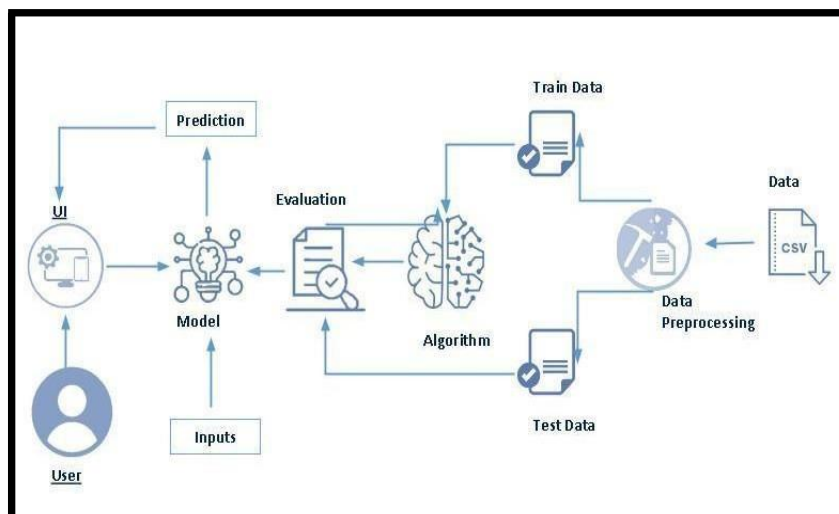 Train Data
Prediction
Data
UI
Evaluation
CSV
Model
Algorithm
Data
Preprocessing
Inputs
Test Data
User